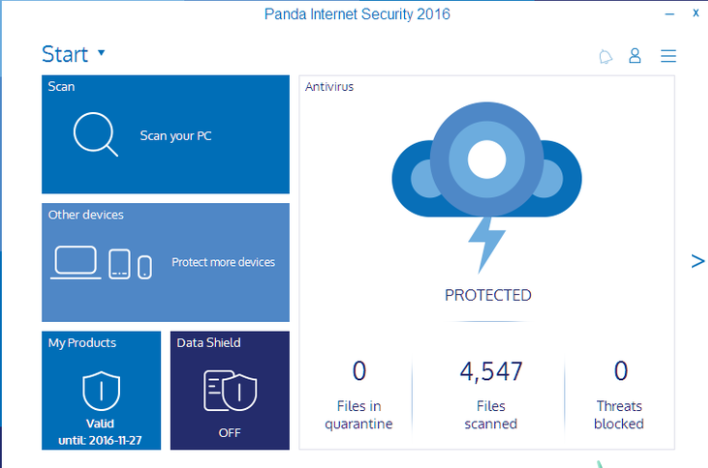 Panda Internet Security 2016
Start
Scan
Scan your PC
Other devices
Protect more devices
My Products
Valid
until: 2016-11-27
Data Shield
OFF
Antivirus
PROTECTED
0
Files in
quarantine
4,547
Files
scanned
0
Threats
blocked